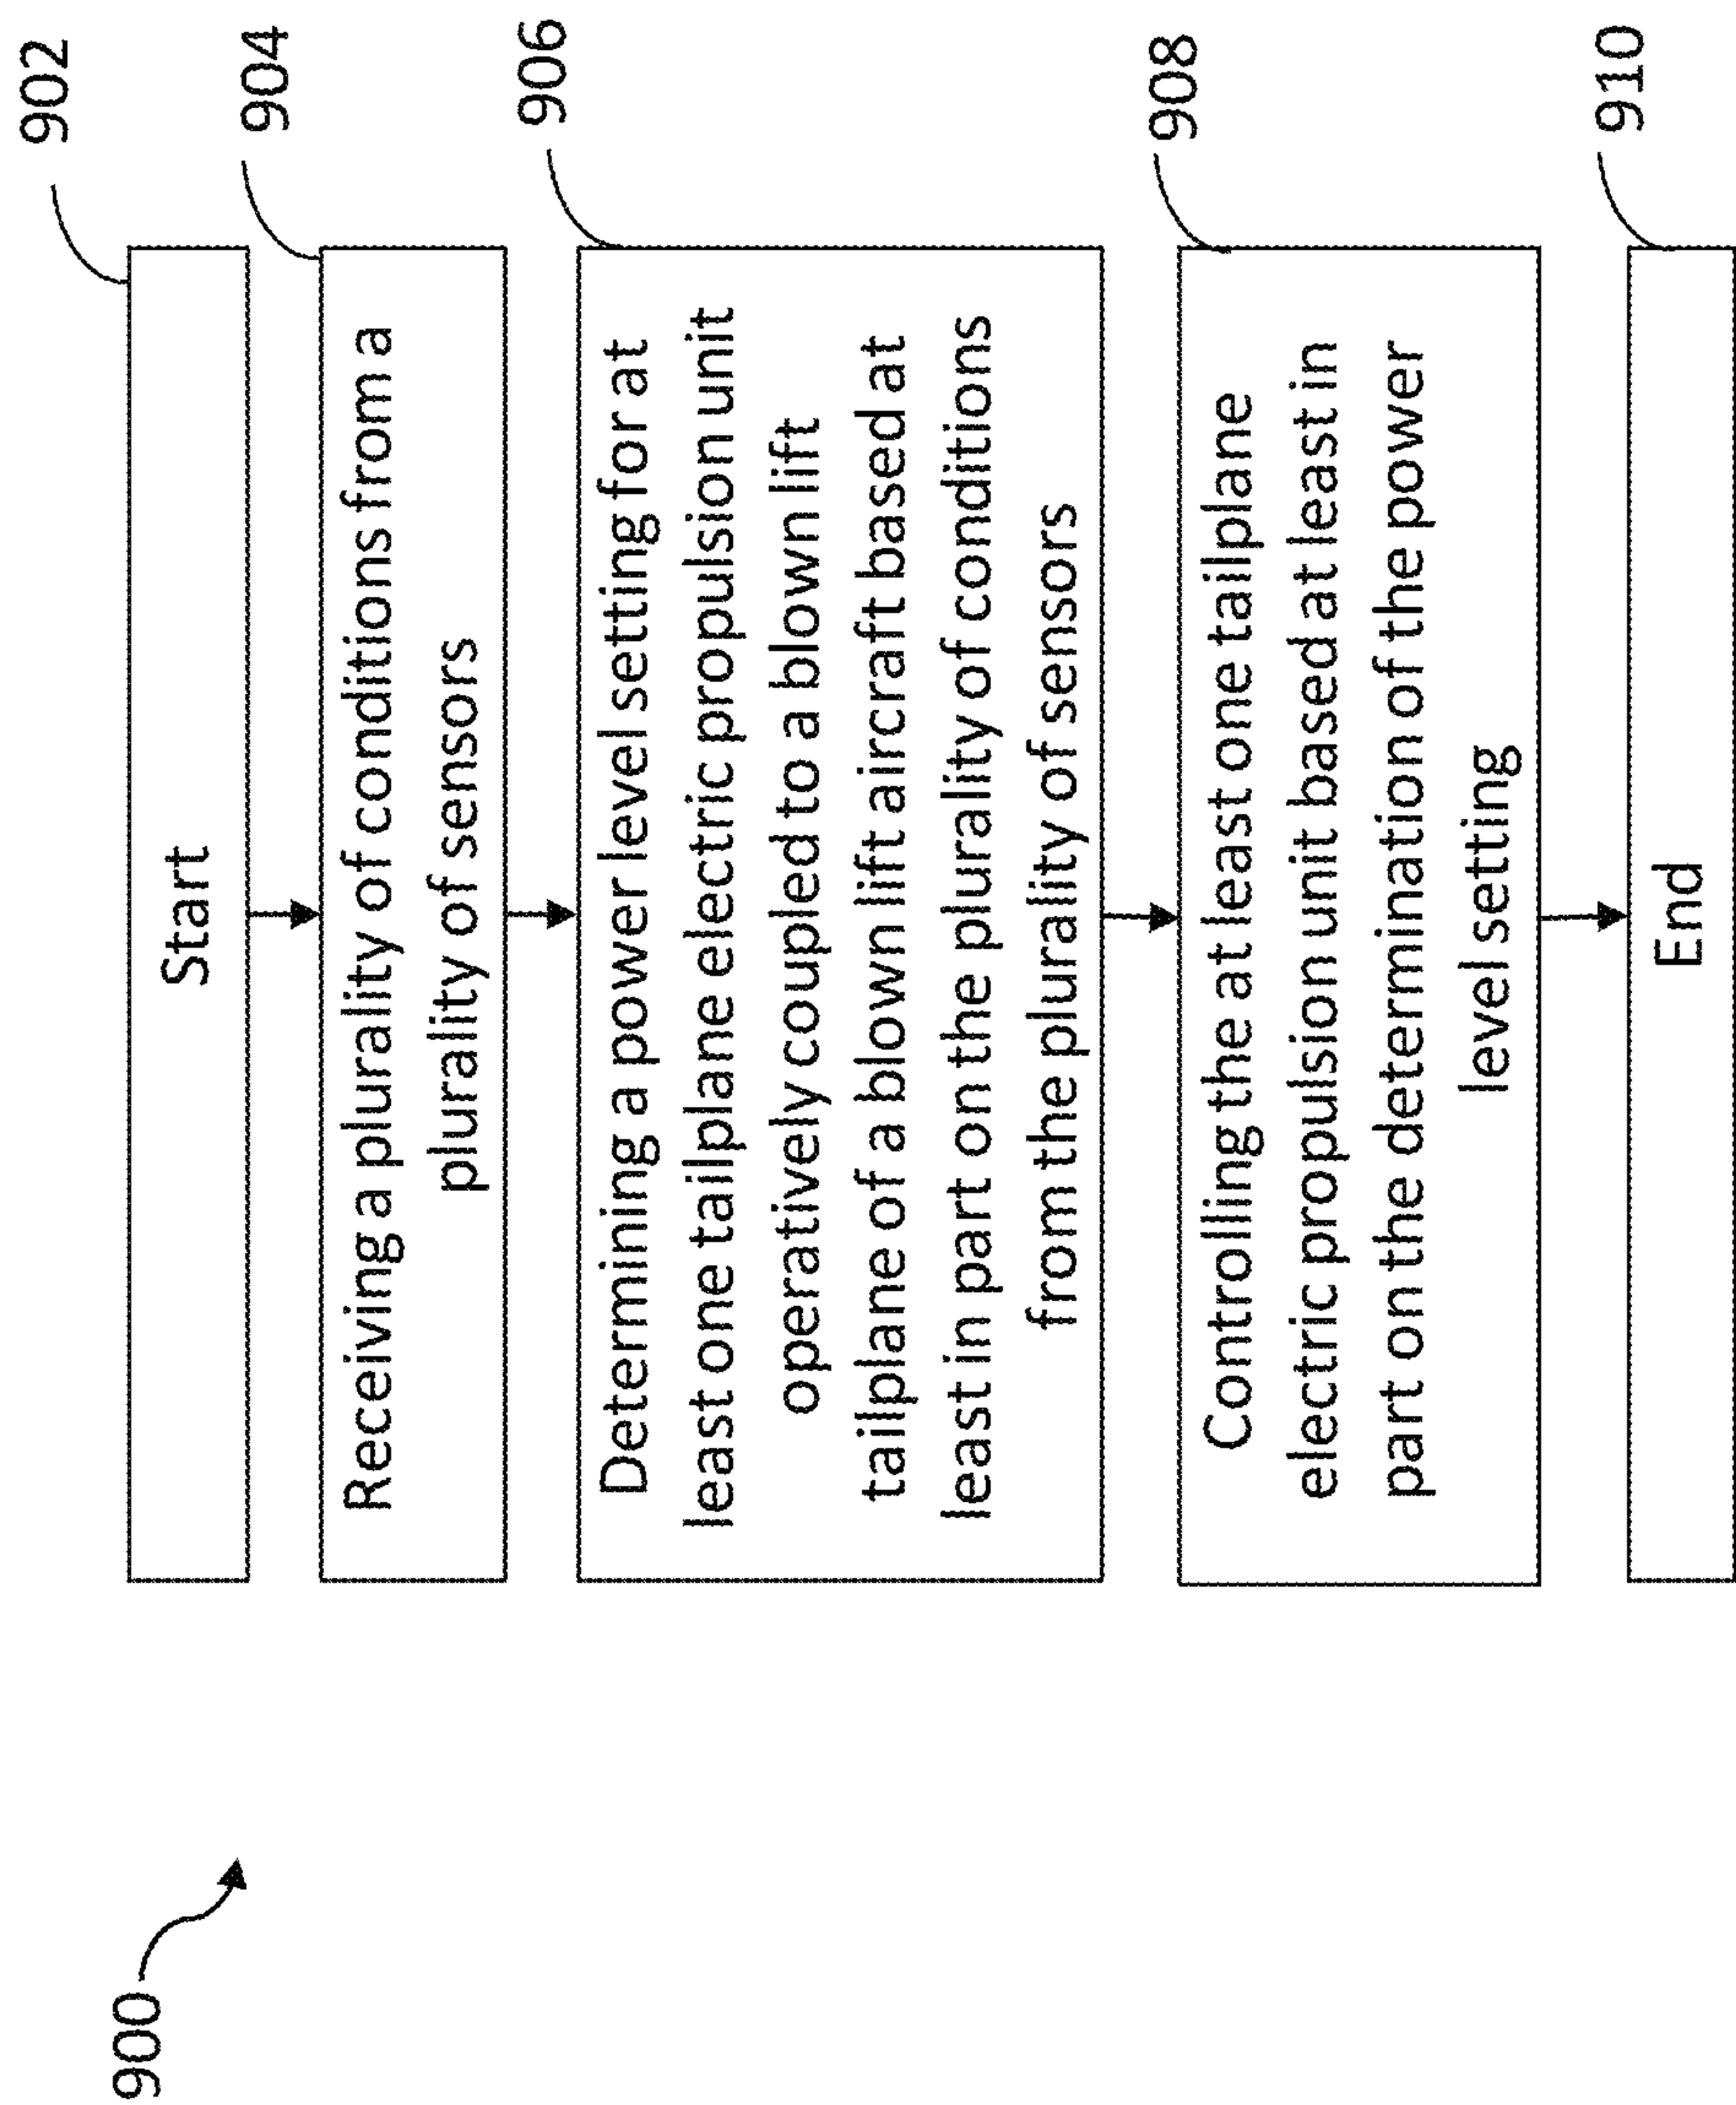 900
902
Start
904
Receiving a plurality of conditions from a
plurality of sensors
906
Determining a power level setting for at
least one tailplane electric propulsion unit
operatively coupled to a blown lift
tailplane of a blown lift aircraft based at
least in part on the plurality of conditions
from the plurality of sensors
908
Controlling the at least one tailplane
electric propulsion unit based at least in
part on the determination of the power
level setting
910
End